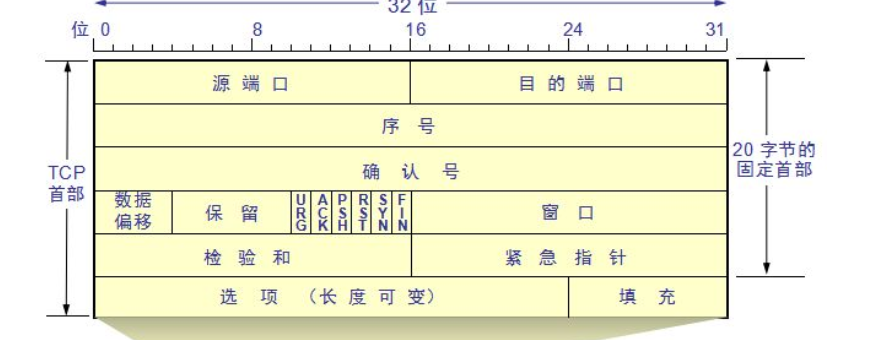 32 位
位 0 8 16 24 31
源端口 目的端口
序号
确认号
TCP
首部
20 字节的
固定首部
数据
偏移
保留
URG
ACK
PSH
RST
SYN
FIN
窗口
检验和 紧急指针
选项（长度可变） 填充